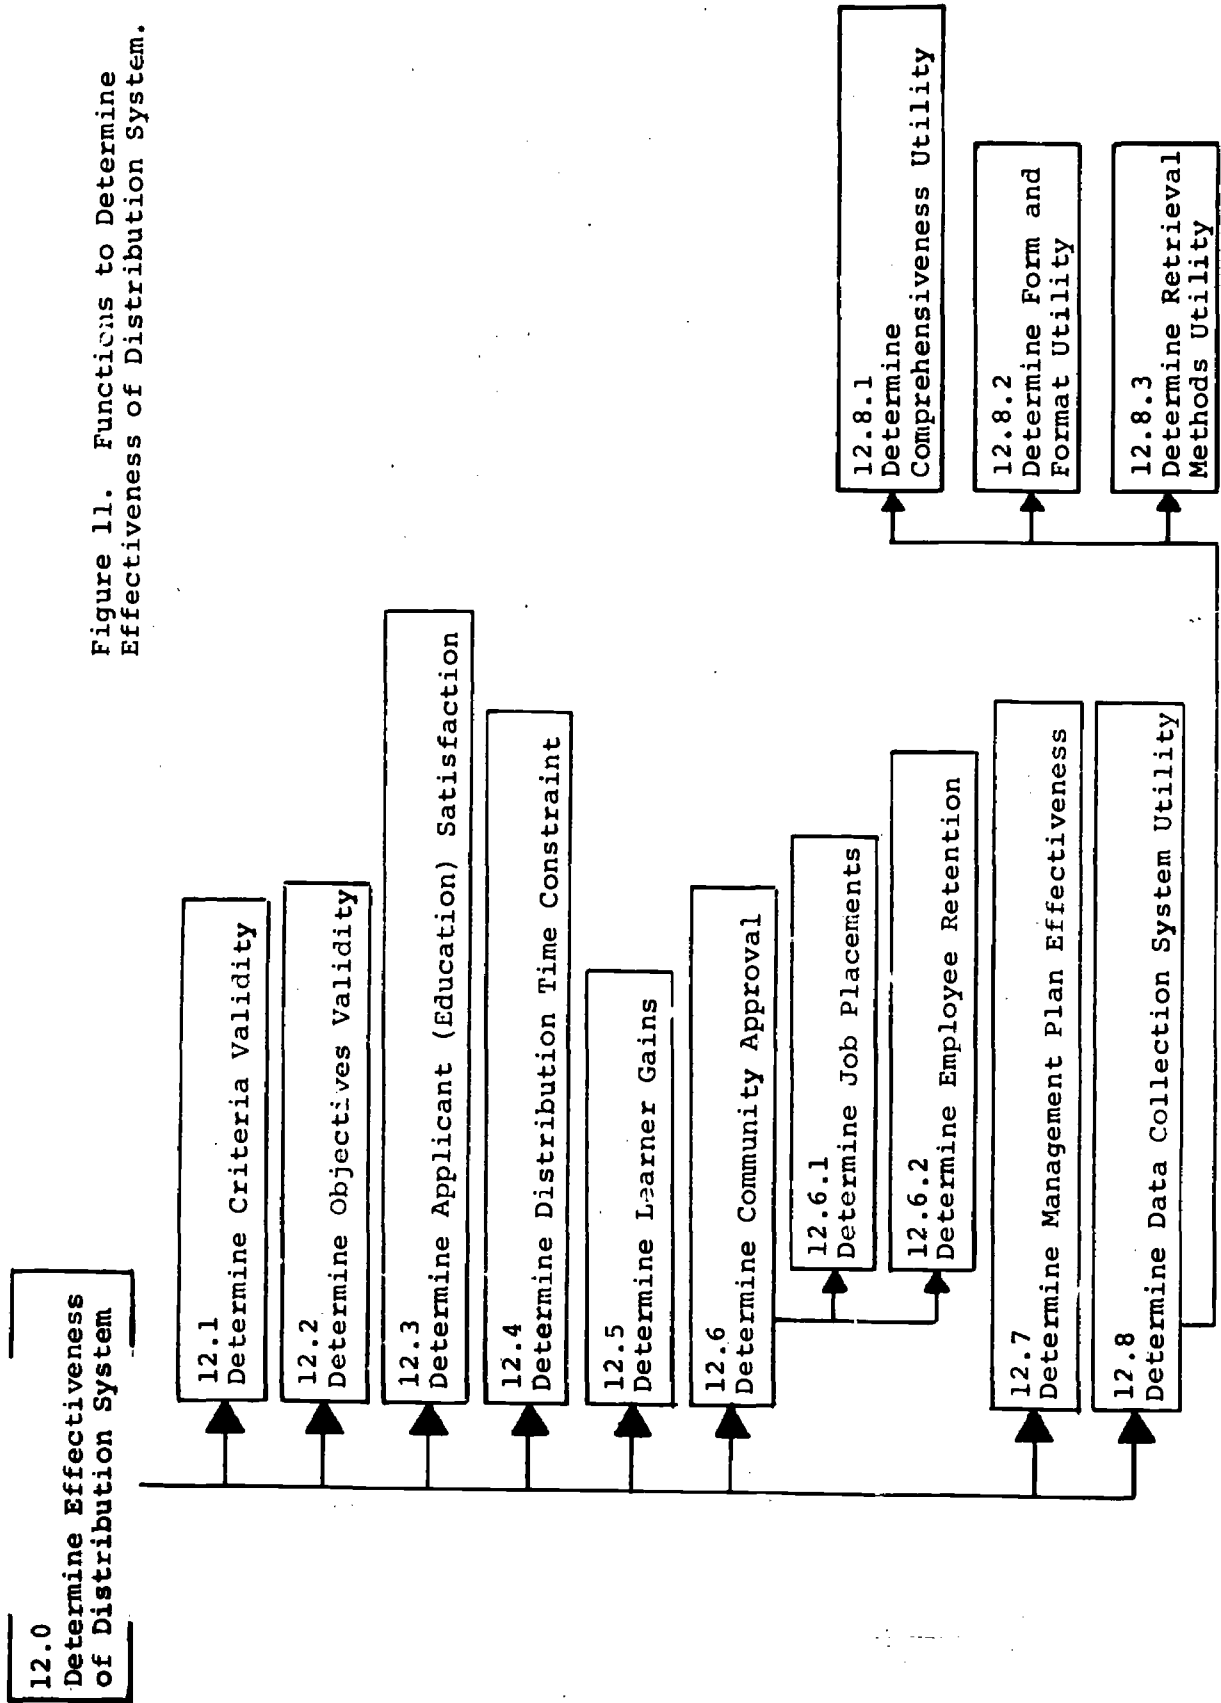 12.0
Determine Effectiveness
of Distribution System
Figure 11. Functions to Determine
Effectiveness of Distribution System.
12.1
Determine Criteria Validity
12.2
Determine Objectives Validity
12.3
Determine Applicant (Education) Satisfaction
12.4
Determine Distribution Time Constraint
12.5
Determine Learner Gains
12.6
Determine Community Approval
12.6.1
Determine Job Placements
12.6.2
Determine Employee Retention
12.7
Determine Management Plan Effectiveness
12.8
Determine Data Collection System Utility
12.8.1
Determine
Comprehensiveness Utility
12.8.2
Determine Form and
Format Utility
12.8.3
Determine Retrieval
Methods Utility